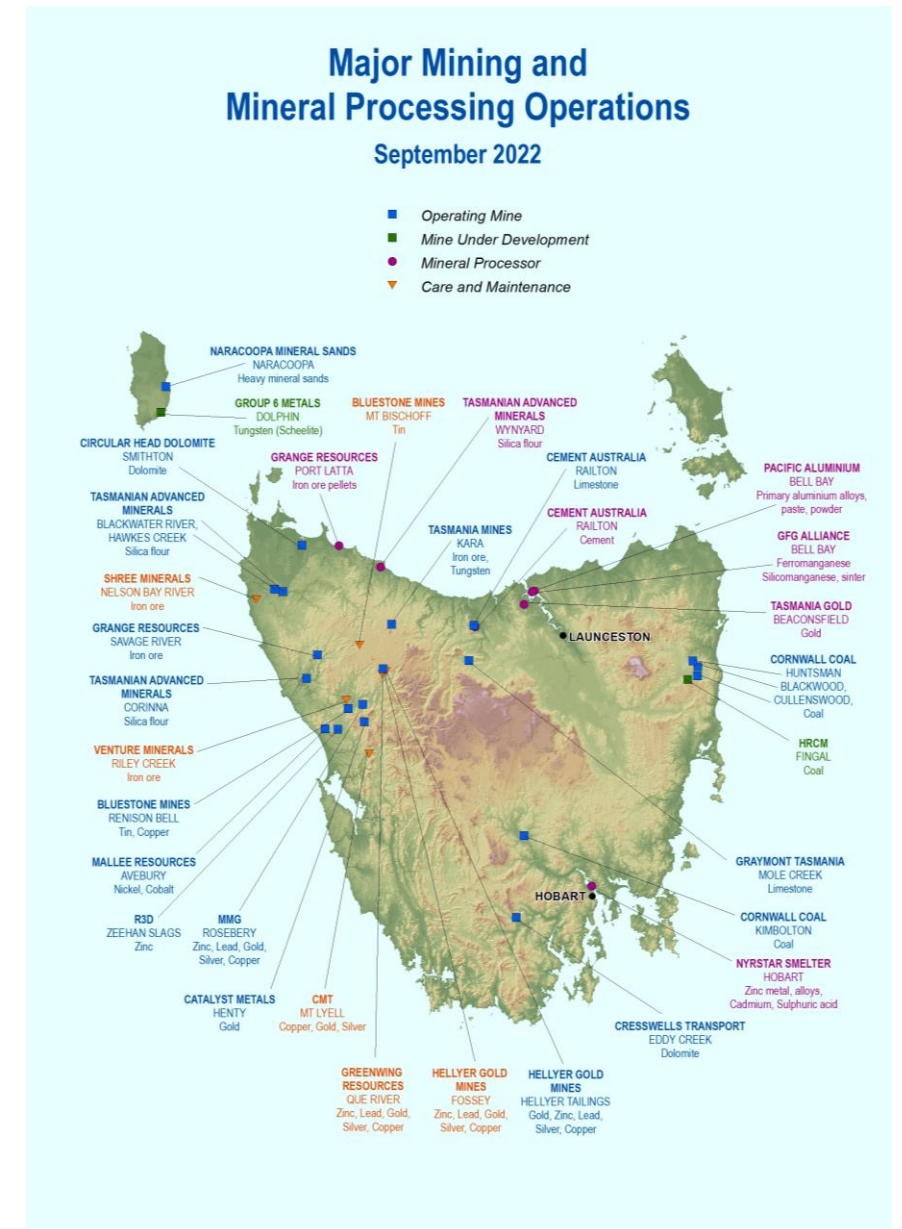 Major Mining and
Mineral Processing Operations
September 2022
Operating Mine
Mine Under Development
Mineral Processor
Care and Maintenance
NARACOOPA MINERAL SANDS
NARACOOPA
Heavy mineral sands
GROUP 6 METALS
DOLPHIN
Tungsten (Scheelite)
BLUESTONE MINES
MT BISCHOFF
Tin
TASMANIAN ADVANCED
MINERALS
WYNYARD
Silica flour
CIRCULAR HEAD DOLOMITE
SMITHTON
Dolomite
GRANGE RESOURCES
PORT LATTA
Iron ore pellets
CEMENT AUSTRALIA
RAILTON
Limestone
PACIFIC ALUMINIUM
BELL BAY
Primary aluminium alloys,
paste, powder
TASMANIAN ADVANCED
MINERALS
BLACKWATER RIVER,
HAWKES CREEK
Silica flour
TASMANIA MINES
KARA
Iron ore,
Tungsten
CEMENT AUSTRALIA
RAILTON
Cement
GFG ALLIANCE
BELL BAY
Ferromanganese
Silicomanganese, sinter
SHREE MINERALS
NELSON BAY RIVER
Iron ore
TASMANIA GOLD
BEACONSFIELD
Gold
GRANGE RESOURCES
SAVAGE RIVER
Iron ore
LAUNCESTON
CORNWALL COAL
HUNTSMAN
BLACKWOOD,
CULLENSWOOD,
Coal
TASMANIAN ADVANCED
MINERALS
CORINNA
Silica flour
HRCM
FINGAL
Coal
VENTURE MINERALS
RILEY CREEK
Iron ore
BLUESTONE MINES
RENISON BELL
Tin, Copper
MALLEE RESOURCES
AVEBURY
Nickel, Cobalt
GRAYMONT TASMANIA
MOLE CREEK
Limestone
HOBART
R3D
ZEEHAN SLAGS
Zinc
MMG
ROSEBERY
Zinc, Lead, Gold,
Silver, Copper
CORNWALL COAL
KIMBOLTON
Coal
NYRSTAR SMELTER
HOBART
Zinc metal, alloys,
Cadmium, Sulphuric acid
CATALYST METALS
HENTY
Gold
CMT
MT LYELL
Copper, Gold, Silver
CRESSWELLS TRANSPORT
EDDY CREEK
Dolomite
GREENWING
RESOURCES
QUE RIVER
Zinc, Lead, Gold,
Silver, Copper
HELLYER GOLD
MINES
FOSSEY
Zinc, Lead, Gold,
Silver, Copper
HELLYER GOLD
MINES
HELLYER TAILINGS
Gold, Zinc, Lead,
Silver, Copper